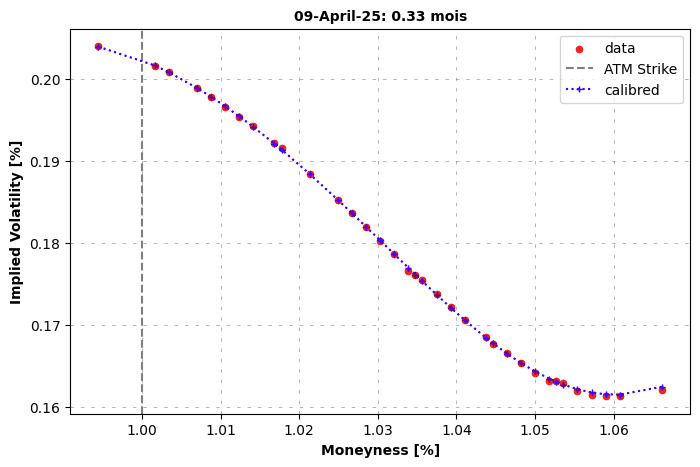 09-April-25: 0.33 mois
data
ATM Strike
calibred
Implied Volatility [%]
0.20
0.19
0.18
0.17
0.16
1.00 1.01 1.02 1.03 1.04 1.05 1.06
Moneyness [%]